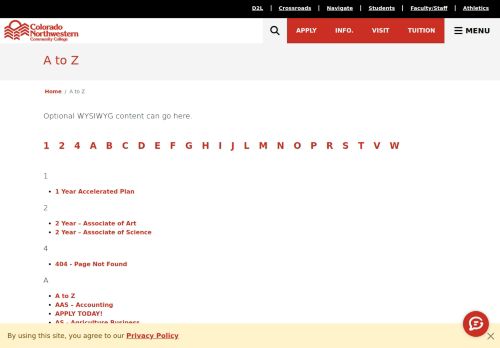 D2L | Crossroads | Navigate | Students | Faculty/Staff | Athletics
Colorado
Northwestern
Community College
APPLY INFO. VISIT TUITION MENU
A to Z
Home / A to Z
Optional WYSIWYG content can go here.
1 2 4 A B C D E F G H I J L M N O P R S T V W
1
• 1 Year Accelerated Plan
2
• 2 Year – Associate of Art
• 2 Year – Associate of Science
4
• 404 - Page Not Found
A
• A to Z
• AAS – Accounting
• APPLY TODAY!
• AS - Agriculture Business
By using this site, you agree to our Privacy Policy